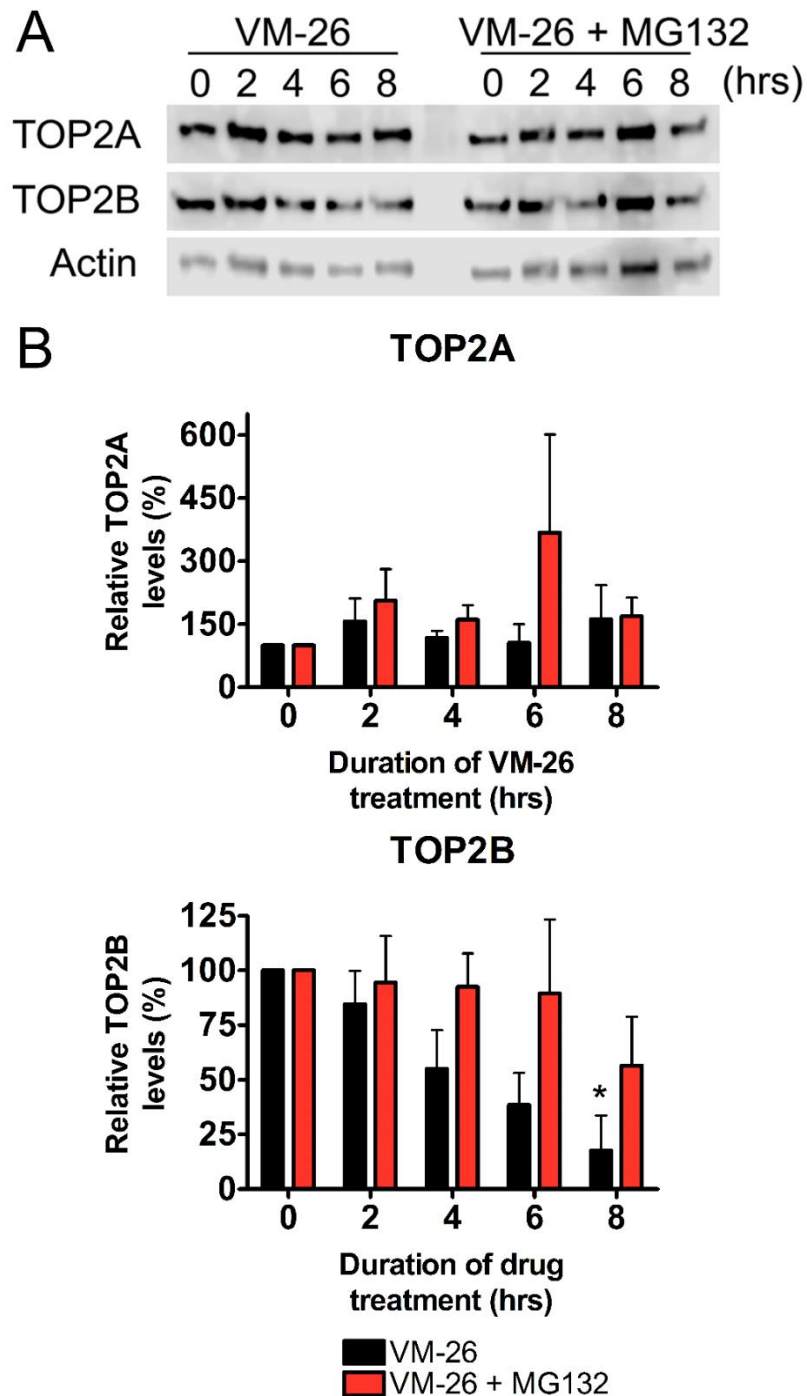 A
VM-26 VM-26 + MG132
0 2 4 6 8 0 2 4 6 8 (hrs)
TOP2A
TOP2B
Actin
B
TOP2A
Relative TOP2A
levels (%)
600
450
300
150
0
0 2 4 6 8
Duration of VM-26
treatment (hrs)
TOP2B
Relative TOP2B
levels (%)
125
100
75
50
25
0
*
0 2 4 6 8
Duration of drug
treatment (hrs)
VM-26
VM-26 + MG132